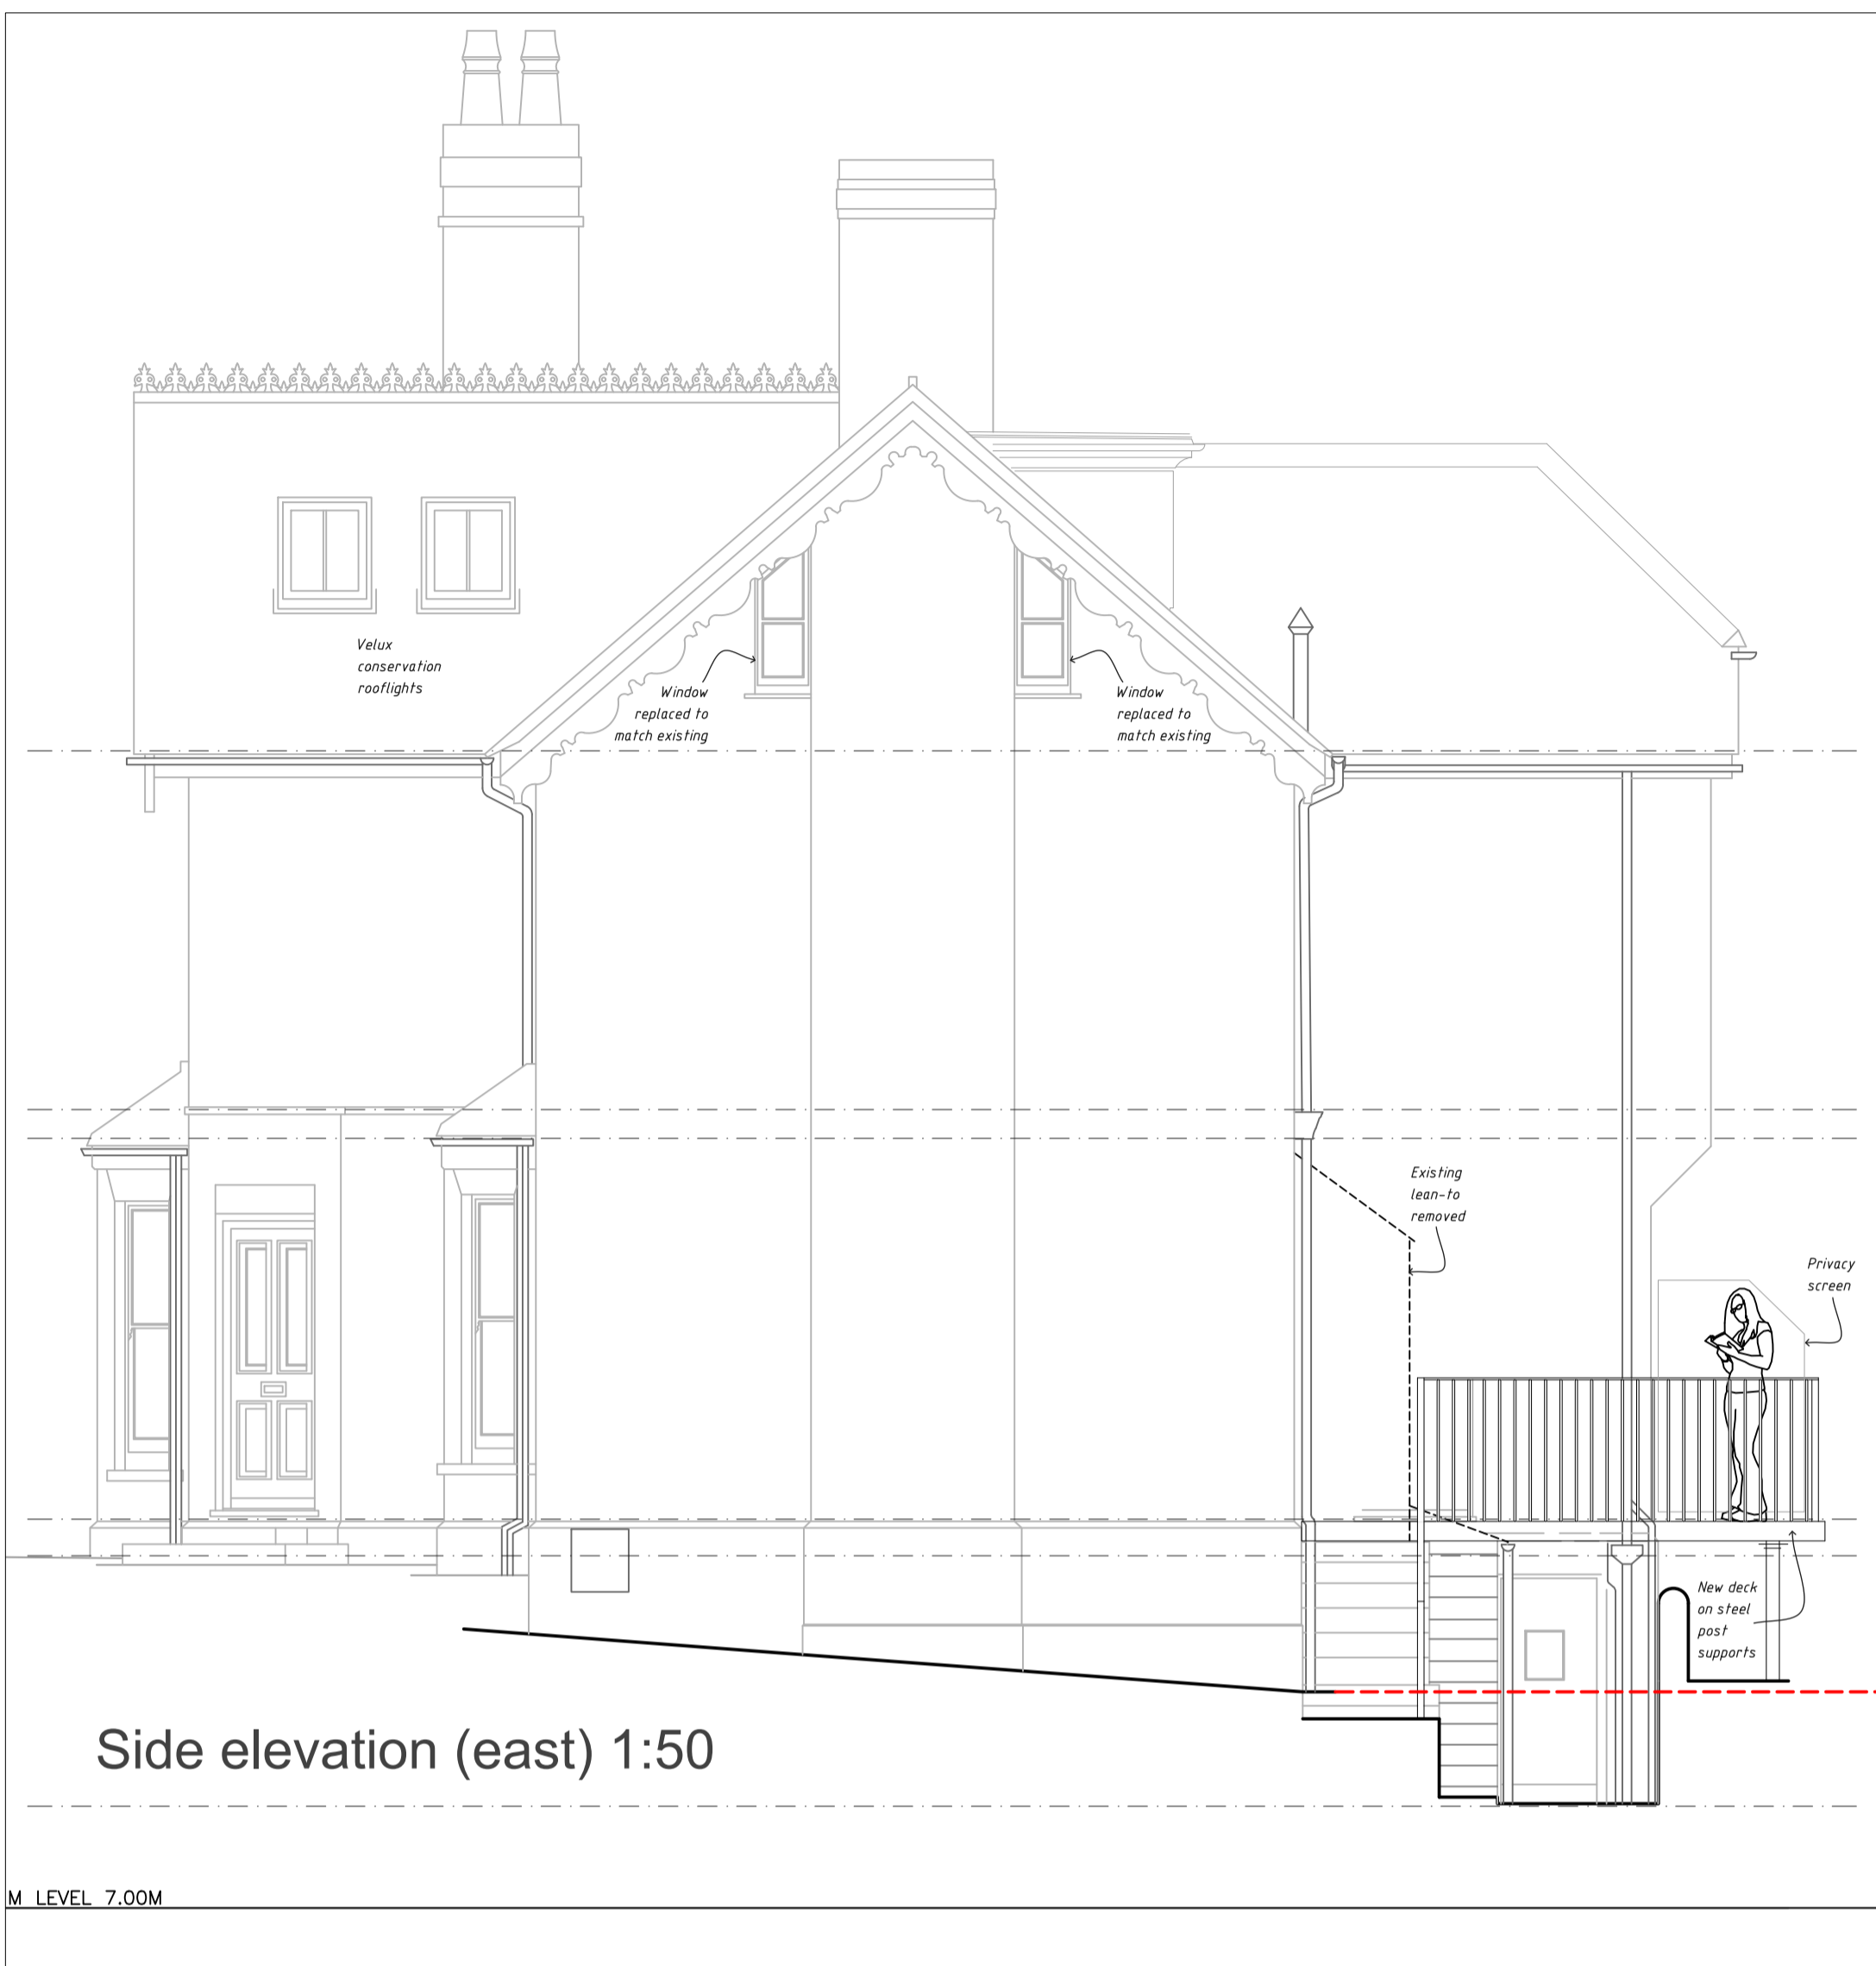 Velux
conservation
rooflights
Window
replaced to
match existing
Window
replaced to
match existing
Existing
lean-to
removed
Privacy
screen
New deck
on steel
post
supports
Side elevation (east) 1:50
M LEVEL 7.00M